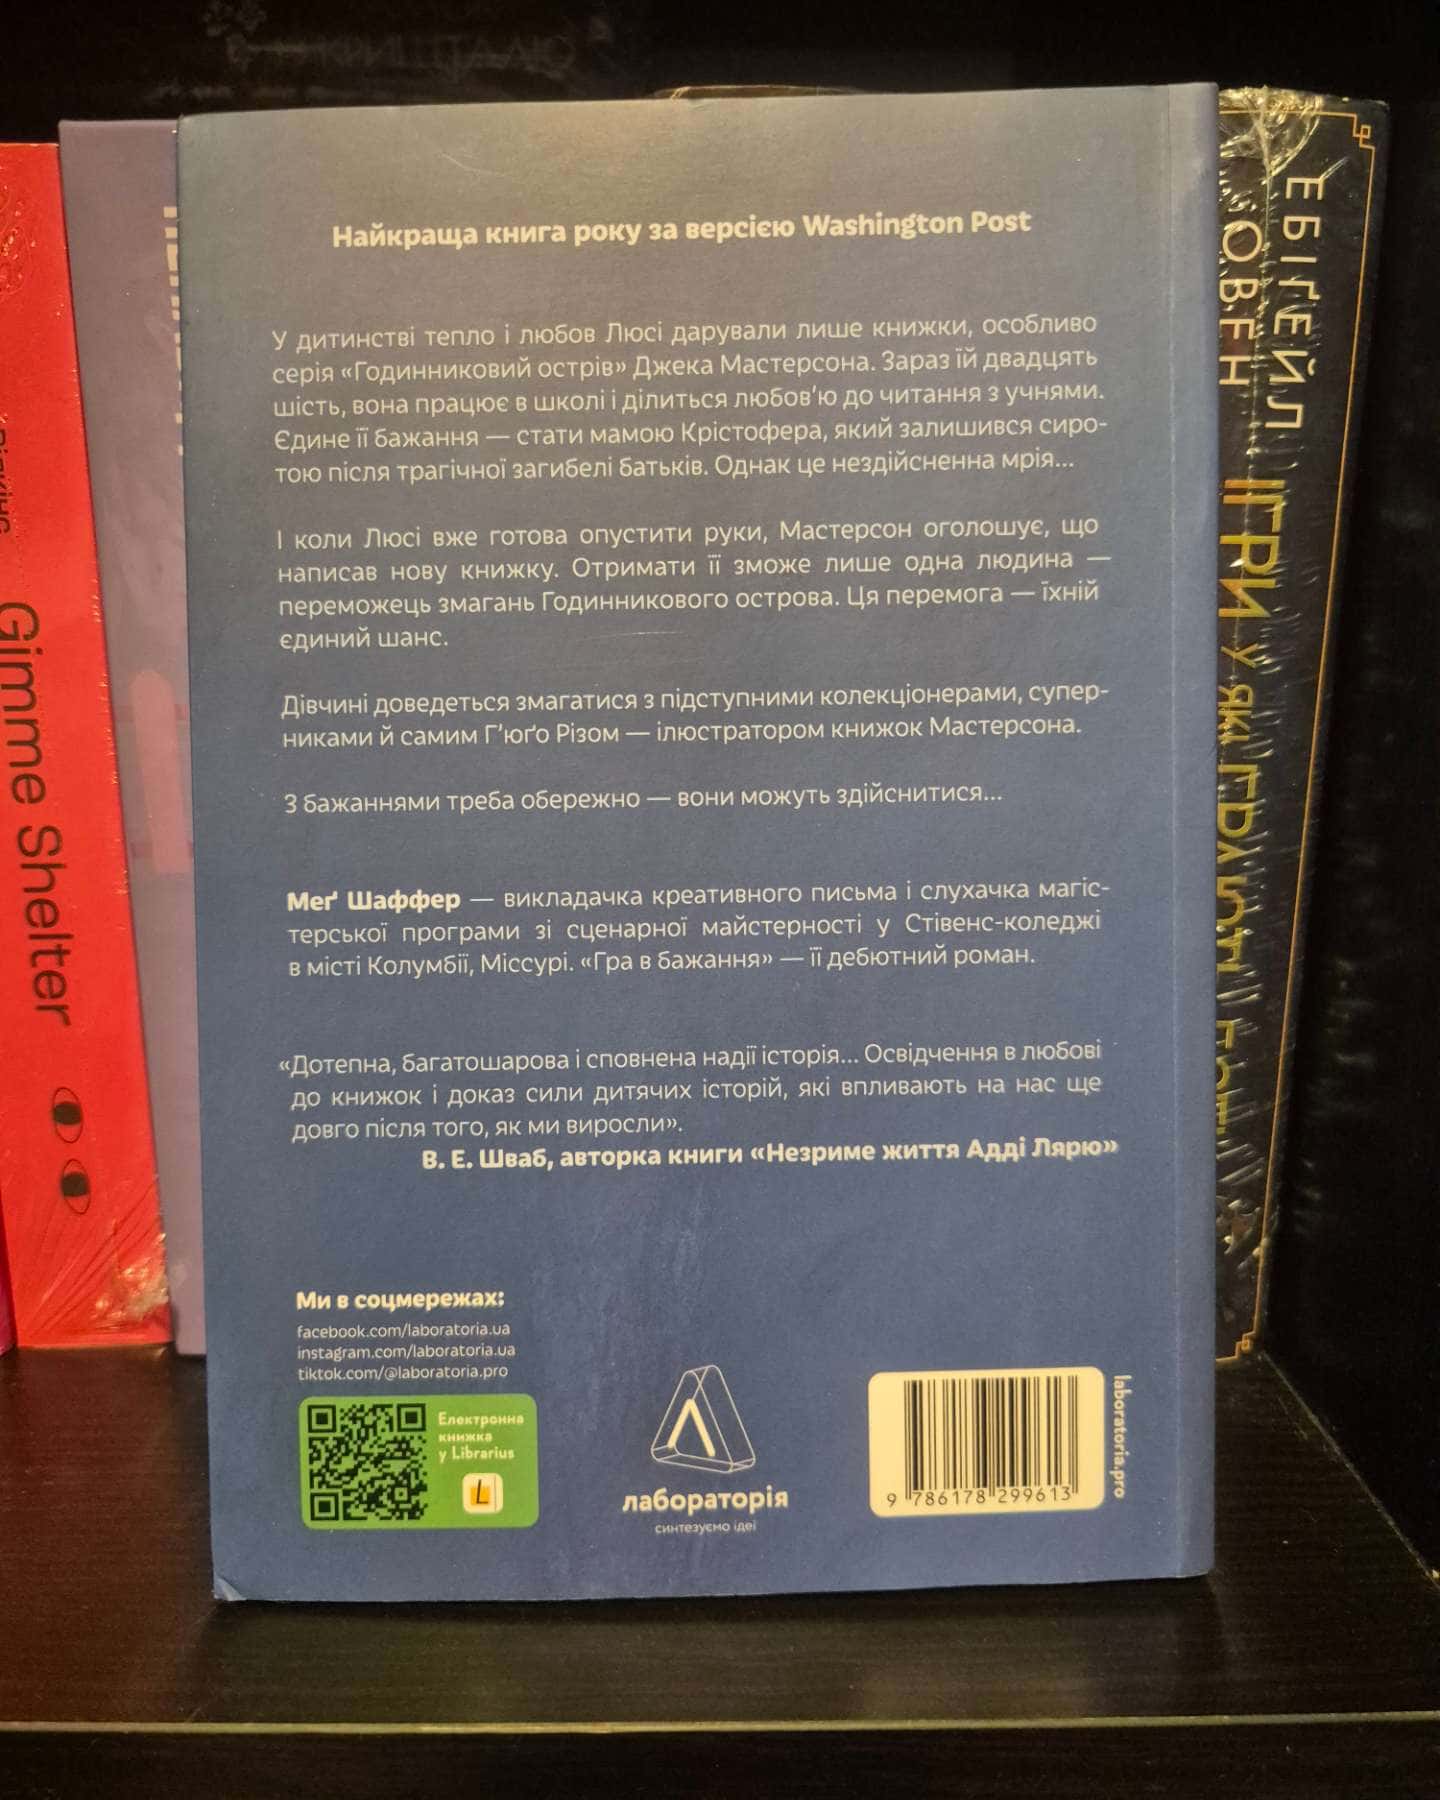 Найкраща книга року за версією Washington Post
У дитинстві тепло і любов Люсі дарували лише книжки, особливо
серія «Годинниковий острів» Джека Мастерсона. Зараз їй двадцять
шість, вона працює в школі і ділиться любов'ю до читання з учнями.
Єдине її бажання — стати мамою Крістофера, який залишився сиро-
тою після трагічної загибелі батьків. Однак це нездійсненна мрія...
І коли Люсі вже готова опустити руки, Мастерсон оголошує, що
написав нову книжку. Отримати її зможе лише одна людина —
переможець змагань Годинникового острова. Ця перемога — їхній
єдиний шанс.
Дівчині доведеться змагатися з підступними колекціонерами, супер-
никами й самим Г'юґо Різом — ілюстратором книжок Мастерсона.
З бажаннями треба обережно — вони можуть здійснитися...
Меґ Шаффер — викладачка креативного письма і слухачка магіс-
терської програми зі сценарної майстерності у Стівенс-коледжі
в місті Колумбії, Міссурі. «Гра в бажання» — її дебютний роман.
«Дотепна, багатошарова і сповнена надії історія... Освідчення в любові
до книжок і доказ сили дитячих історій, які впливають на нас ще
довго після того, як ми виросли».
В. Е. Шваб, авторка книги «Незриме життя Адді Лярю»
Ми в соцмережах:
facebook.com/laboratoria.ua
instagram.com/laboratoria.ua
tiktok.com/@laboratoria.pro
Електронна
книжка
у Librarius
L
лабораторія
синтезуємо ідеї
9 786178 299613
laboratoria.pro
Gimme Shelter
ЕБІҐЕЙЛ
ОВЕН
ІГРИ У ЯКІ